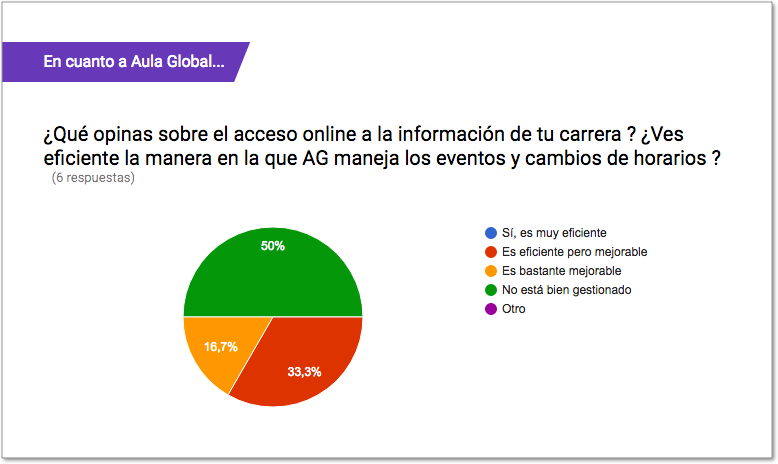 En cuanto a Aula Global...
¿Qué opinas sobre el acceso online a la información de tu carrera ? ¿Ves
eficiente la manera en la que AG maneja los eventos y cambios de horarios ?
(6 respuestas)
50%
16,7%
33,3%
Sí, es muy eficiente
Es eficiente pero mejorable
Es bastante mejorable
No está bien gestionado
Otro